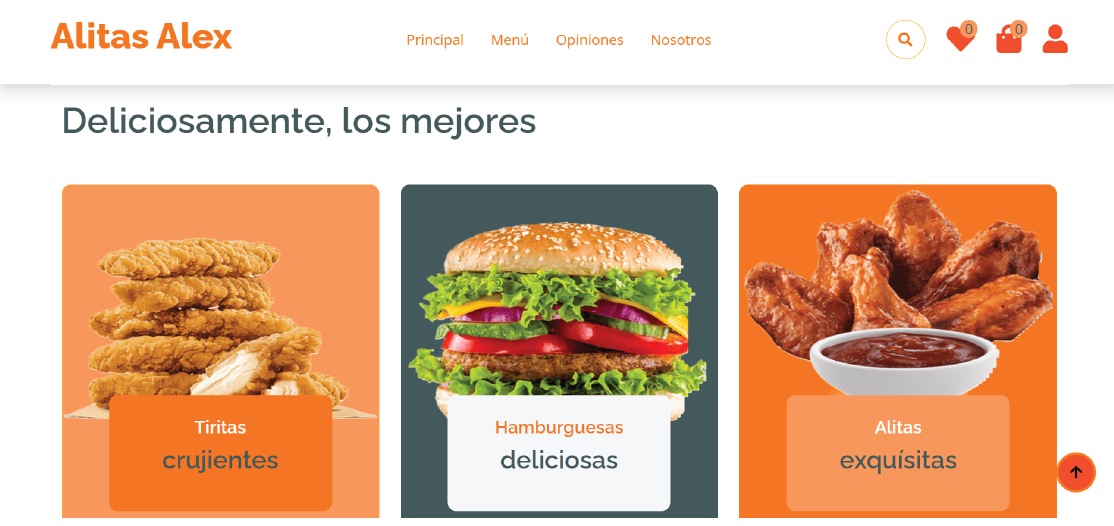 Alitas Alex
Principal Menú Opiniones Nosotros
0 0
Deliciosamente, los mejores
Tiritas
crujientes
Hamburguesas
deliciosas
Alitas
exquísitas